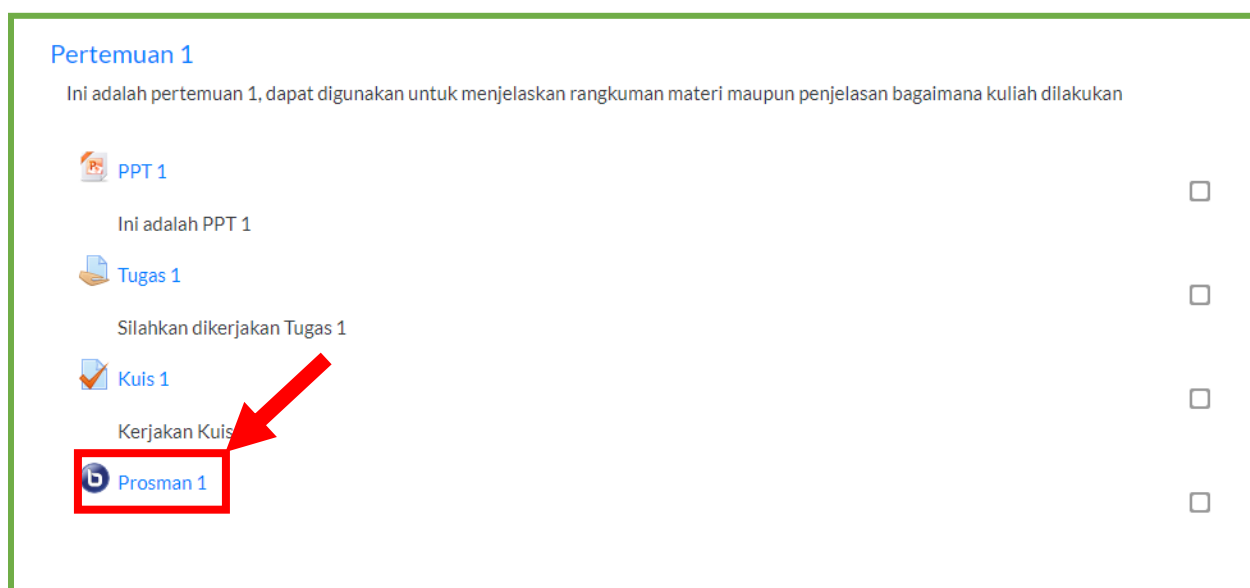 Pertemuan 1
Ini adalah pertemuan 1, dapat digunakan untuk menjelaskan rangkuman materi maupun penjelasan bagaimana kuliah dilakukan
PPT 1
Ini adalah PPT 1
Tugas 1
Silahkan dikerjakan Tugas 1
Kuis 1
Kerjakan Kuis
Prosman 1